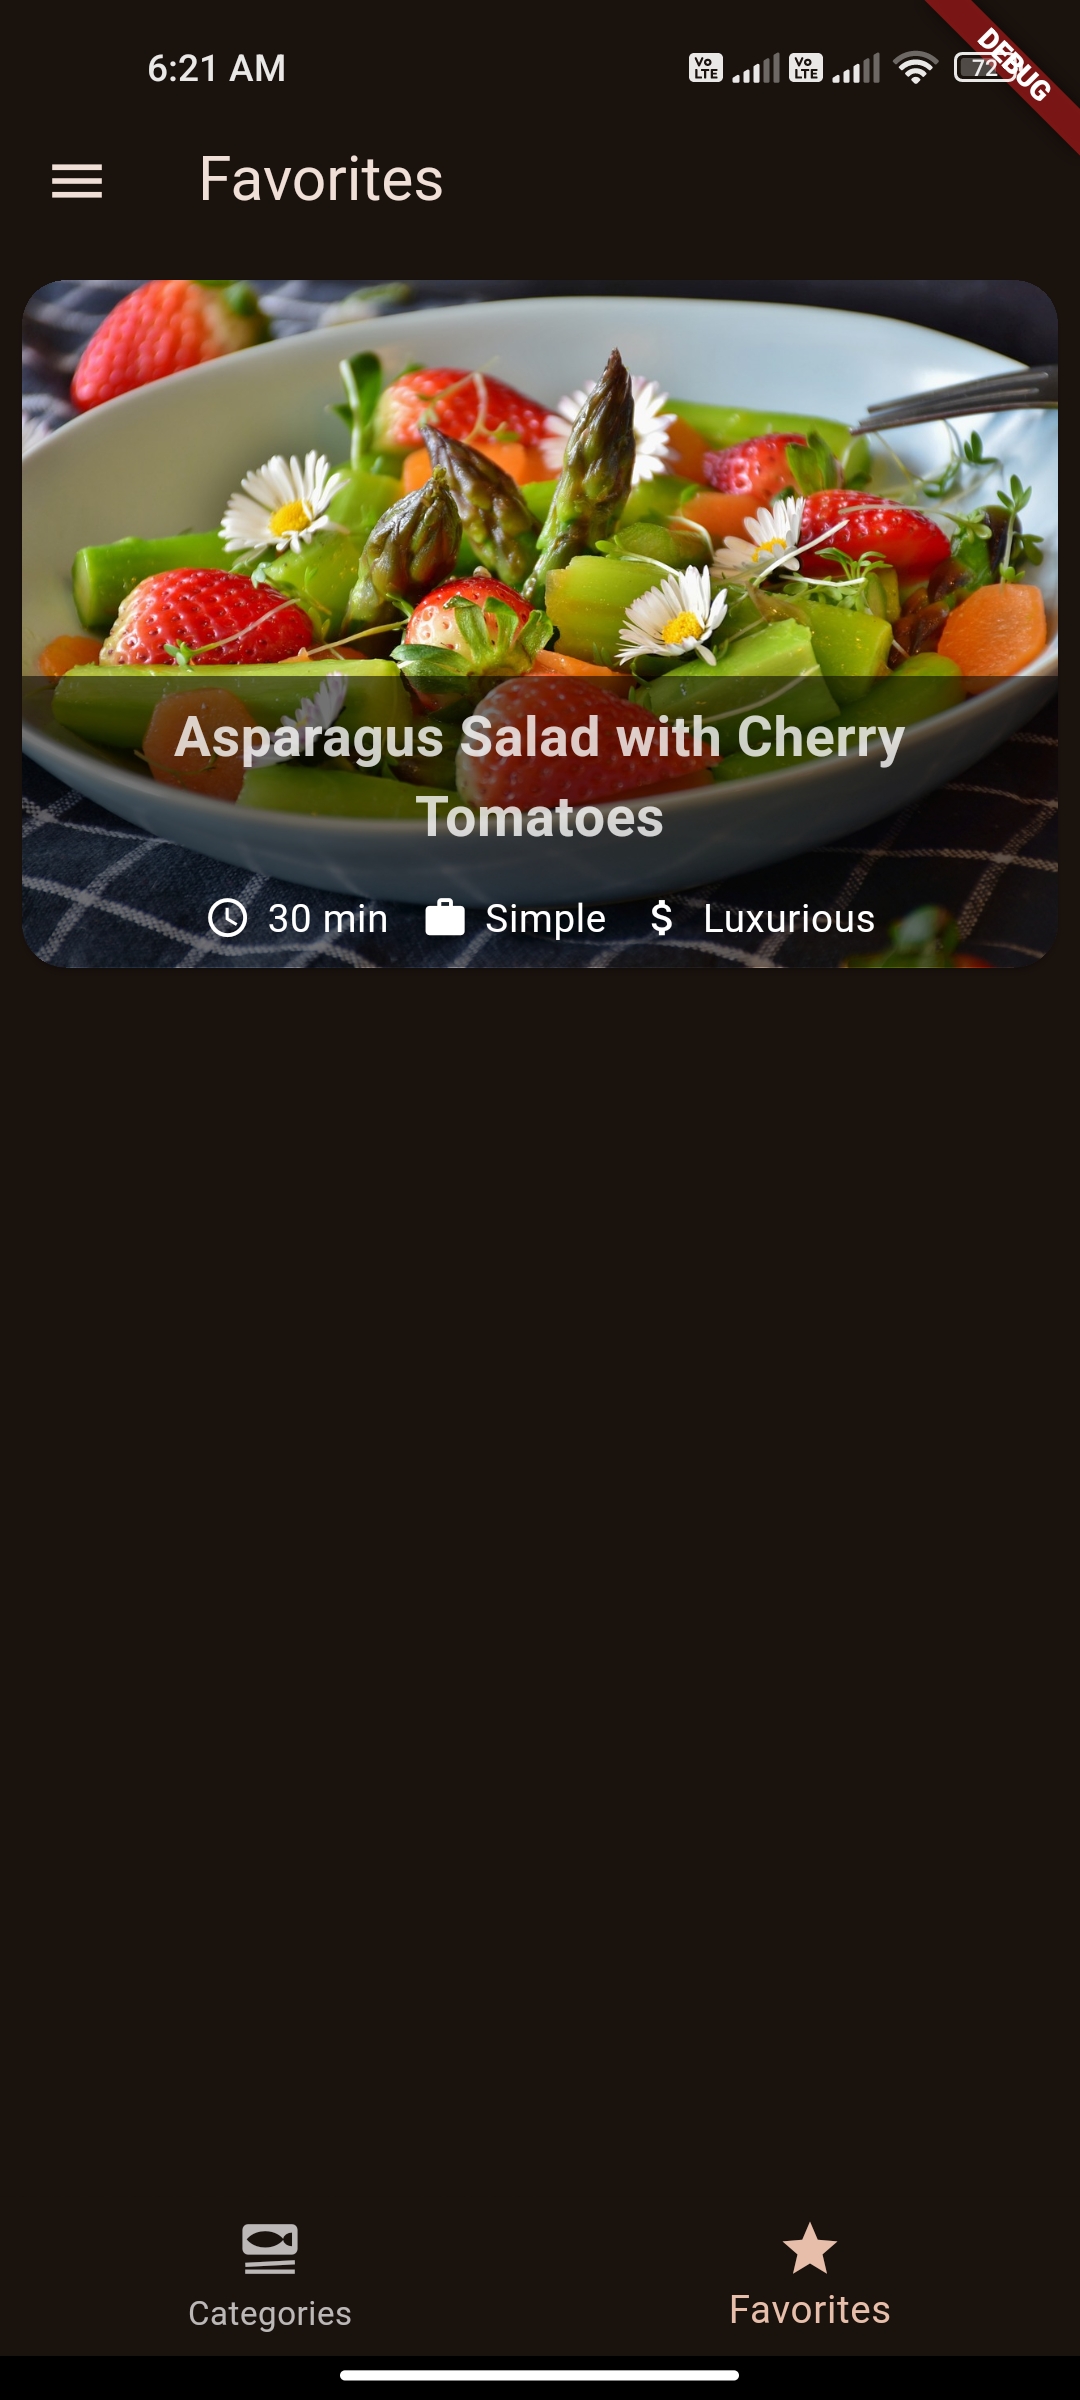 6:21 AM
Vo LTE Vo LTE 72
DEBUG
Favorites
Asparagus Salad with Cherry
Tomatoes
30 min Simple $ Luxurious
Categories Favorites